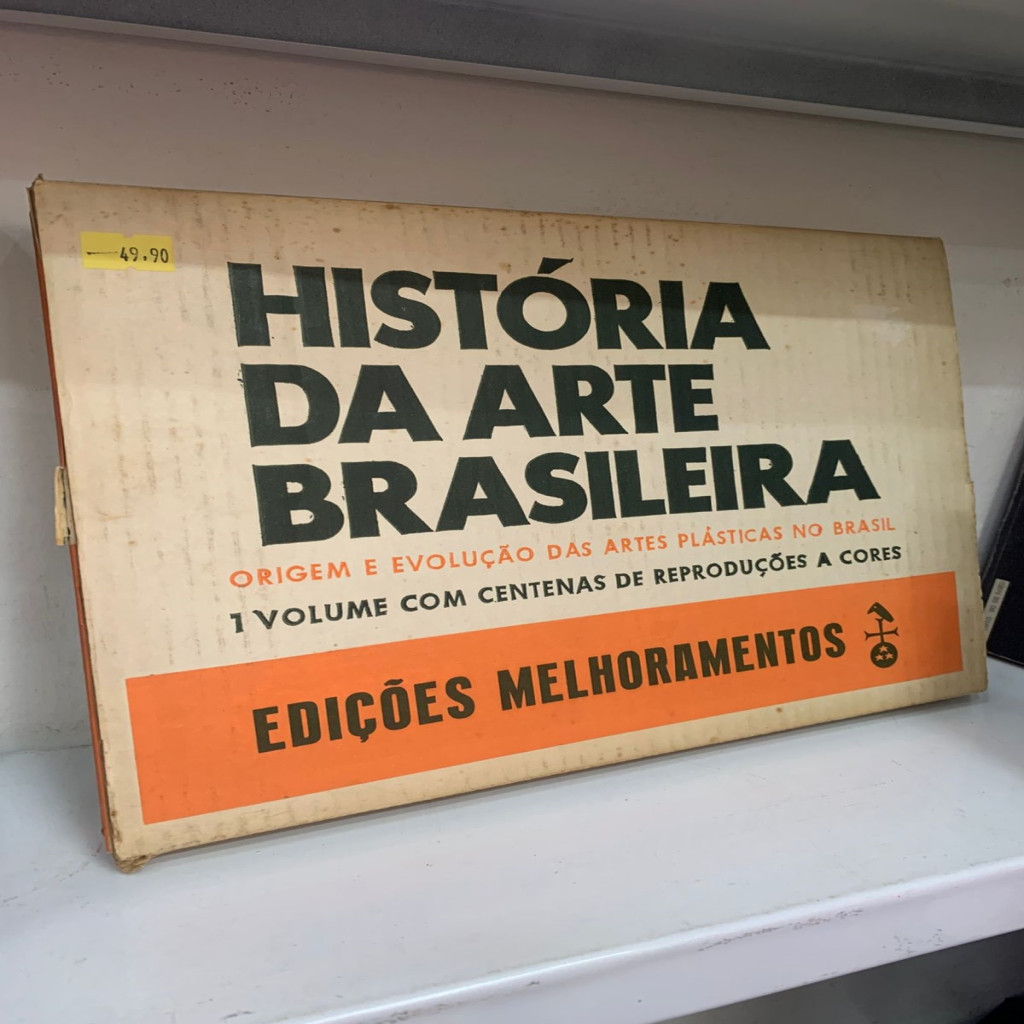 49.90
HISTÓRIA
DA ARTE
BRASILEIRA
ORIGEM E EVOLUÇÃO DAS ARTES PLÁSTICAS NO BRASIL
1 VOLUME COM CENTENAS DE REPRODUÇÕES A CORES
EDIÇÕES MELHORAMENTOS